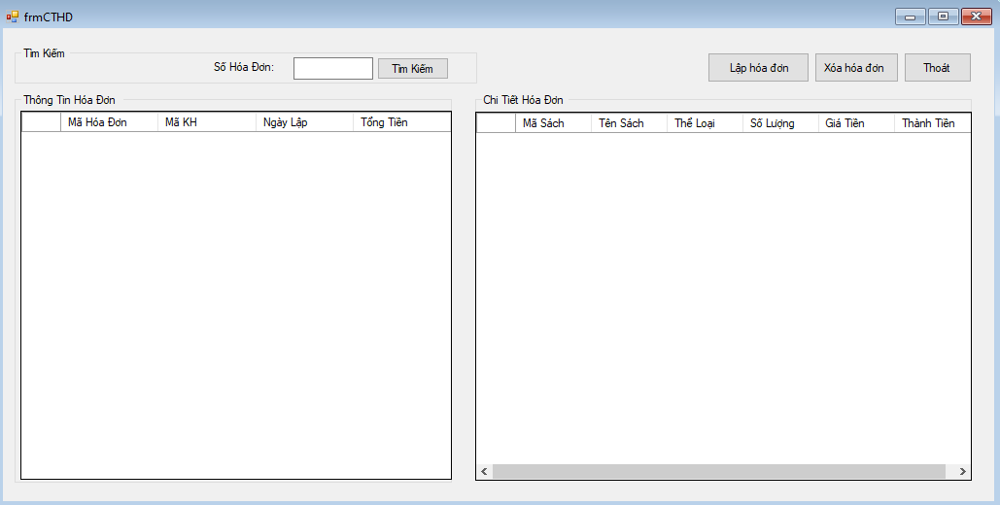 frmCTHD
Tìm Kiếm
Số Hóa Đơn:
Tìm Kiếm
Lập hóa đơn
Xóa hóa đơn
Thoát
Thông Tin Hóa Đơn
Mã Hóa Đơn Mã KH Ngày Lập Tổng Tiền
Chi Tiết Hóa Đơn
Mã Sách Tên Sách Thể Loại Số Lượng Giá Tiền Thành Tiền